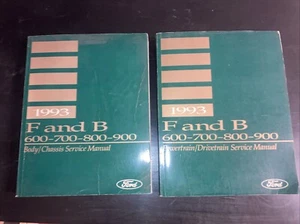 1993
F and B
600-700-800-900
Body/Chassis Service Manual
Ford
1993
F and B
600-700-800-900
Powertrain/Drivetrain Service Manual
Ford